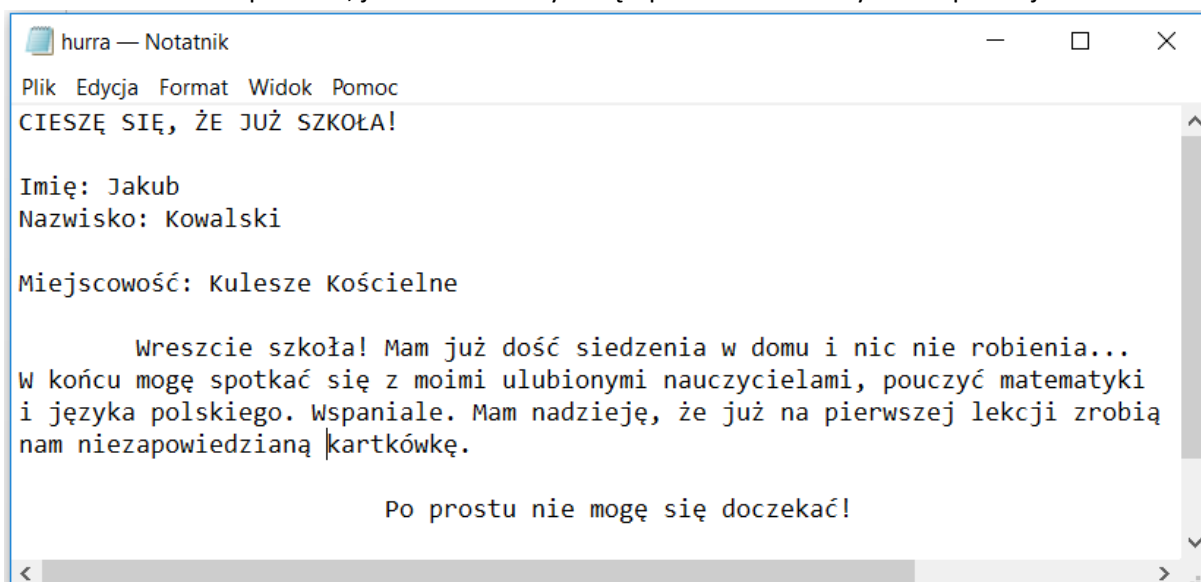 hurra — Notatnik
Plik Edycja Format Widok Pomoc
CIESZĘ SIĘ, ŻE JUŻ SZKOŁA!
Imię: Jakub
Nazwisko: Kowalski
Miejscowość: Kulesze Kościelne
Wreszcie szkoła! Mam już dość siedzenia w domu i nic nie robienia...
W końcu mogę spotkać się z moimi ulubionymi nauczycielami, pouczyć matematyki
i języka polskiego. Wspaniale. Mam nadzieję, że już na pierwszej lekcji zrobią
nam niezapowiedzianą kartkówkę.
Po prostu nie mogę się doczekać!